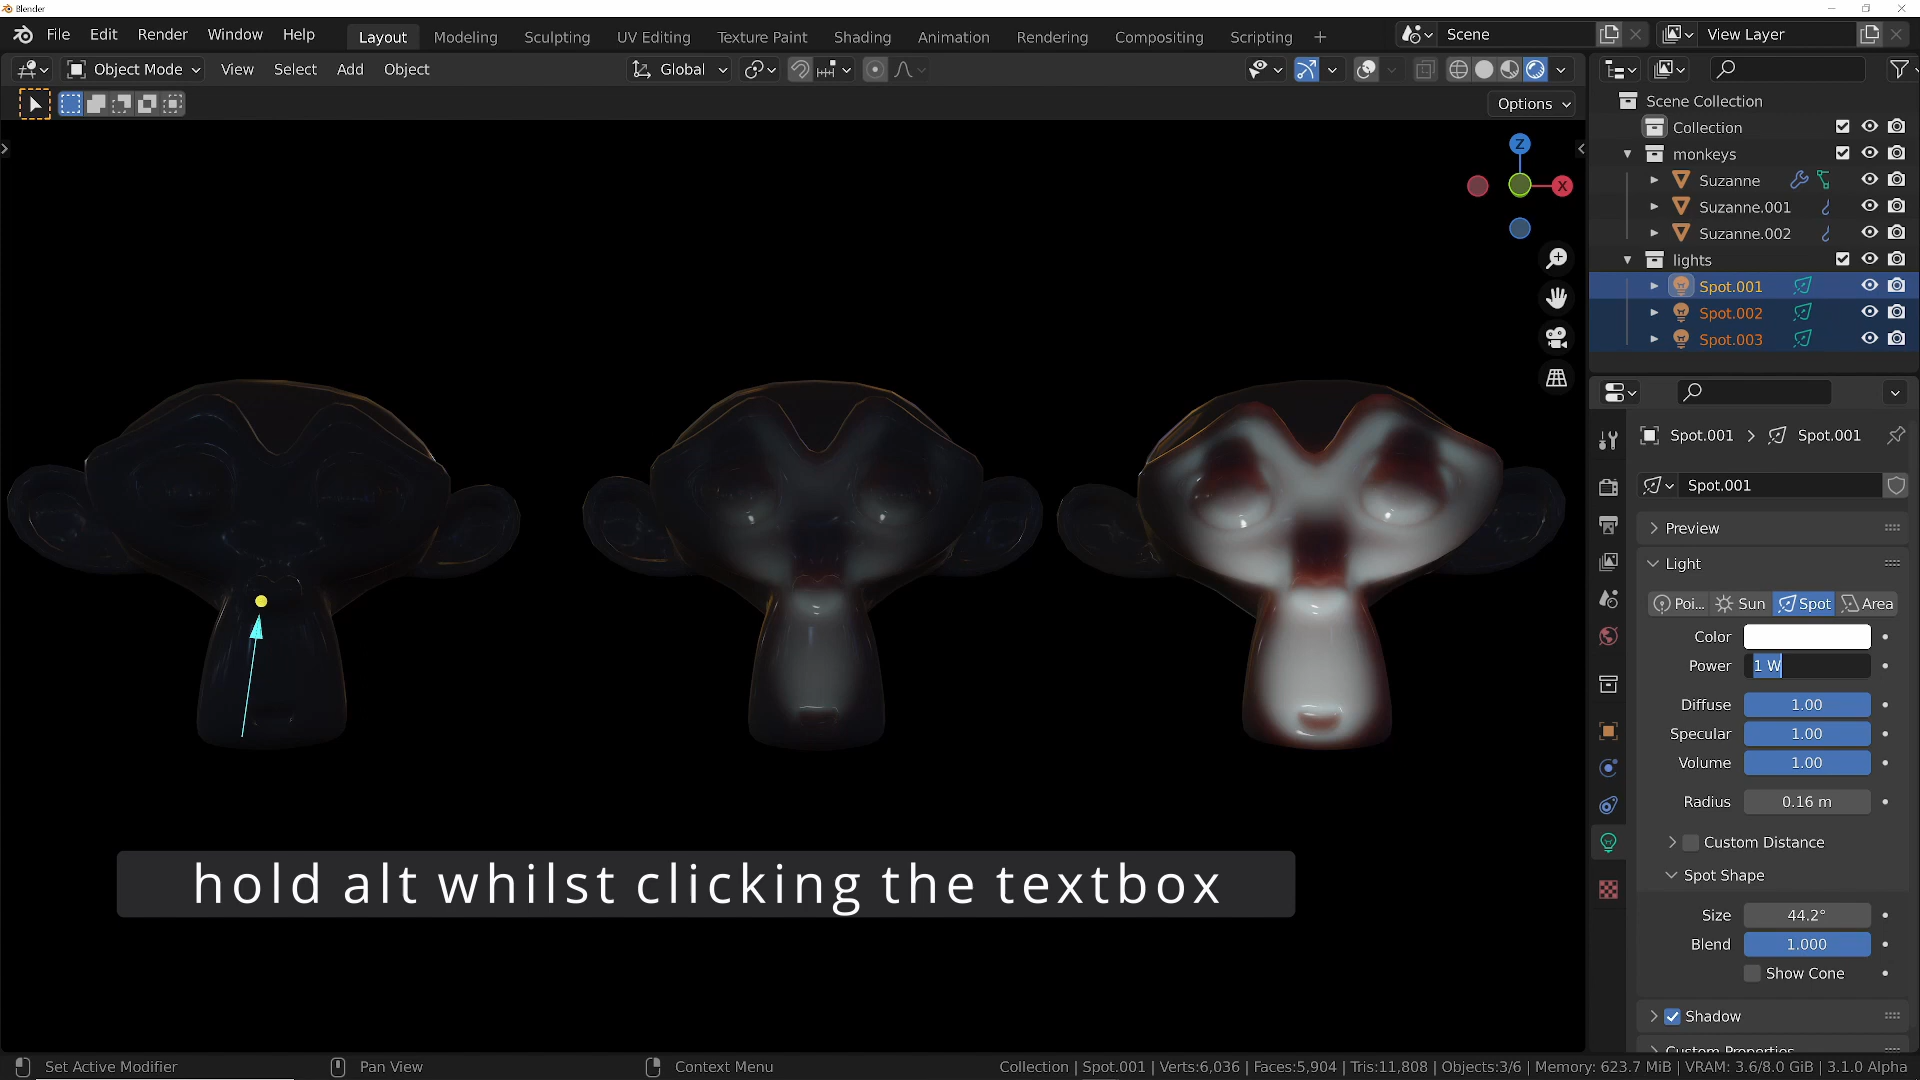 Blender
File Edit Render Window Help Layout Modeling Sculpting UV Editing Texture Paint Shading Animation Rendering Compositing Scripting + Scene View Layer
Object Mode View Select Add Object Global
Options
Scene Collection
Collection
Z
monkeys
X
Suzanne
Suzanne.001
Suzanne.002
lights
Spot.001
Spot.002
Spot.003
Spot.001 > Spot.001
Spot.001
Preview
Light
Poi... Sun Spot Area
Color
Power 1 W
Diffuse 1.00
Specular 1.00
Volume 1.00
Radius 0.16 m
Custom Distance
Spot Shape
hold alt whilst clicking the textbox
Size 44.2°
Blend 1.000
Show Cone
Shadow
Custom Properties
Set Active Modifier Pan View Context Menu Collection | Spot.001 | Verts:6,036 | Faces:5,904 | Tris:11,808 | Objects:3/6 | Memory: 623.7 MiB | VRAM: 3.6/8.0 GiB | 3.1.0 Alpha